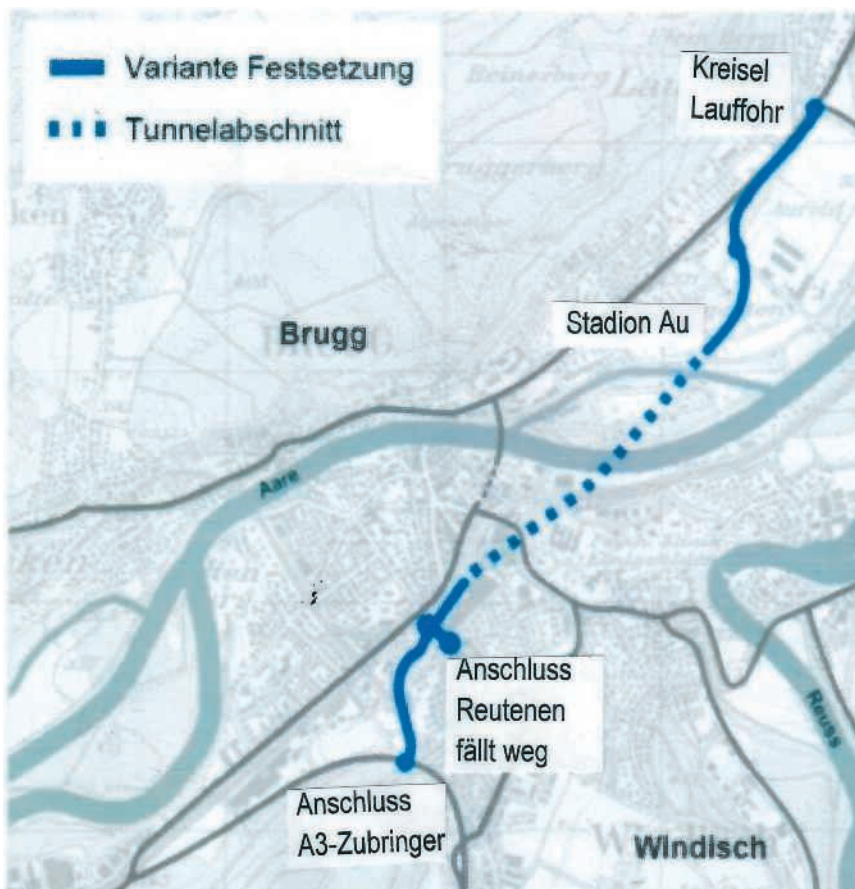 Variante Festsetzung
Tunnelabschnitt
Kreisel
Lauffohr
Stadion Au
Brugg
Aare
Anschluss
Reutenen
fällt weg
Reuss
Anschluss
A3-Zubringer
Windisch